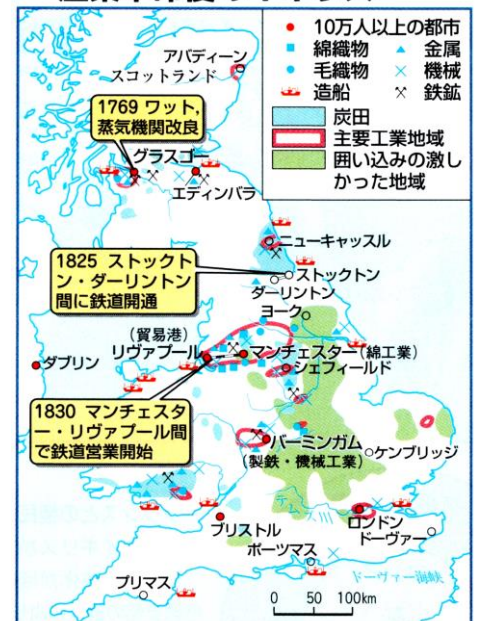 10万人以上の都市
綿織物
金属
毛織物
機械
造船
鉄鉱
炭田
主要工業地域
囲い込みの激し
かった地域
アバディーン
スコットランド
1769 ワット,
蒸気機関改良
グラスゴー
エディンバラ
ニューキャッスル
1825 ストックト
ン・ダーリントン
間に鉄道開通
ストックトン
ダーリントン
ヨーク
(貿易港)
リヴァプール
マンチェスター(綿工業)
ダブリン
シェフィールド
1830 マンチェスタ
ー・リヴァプール間
で鉄道営業開始
バーミンガム
(製鉄・機械工業)
ケンブリッジ
テムス川
ロンドン
ドーヴァー
ブリストル
ポーツマス
ドーヴァー海峡
プリマス
0 50 100km